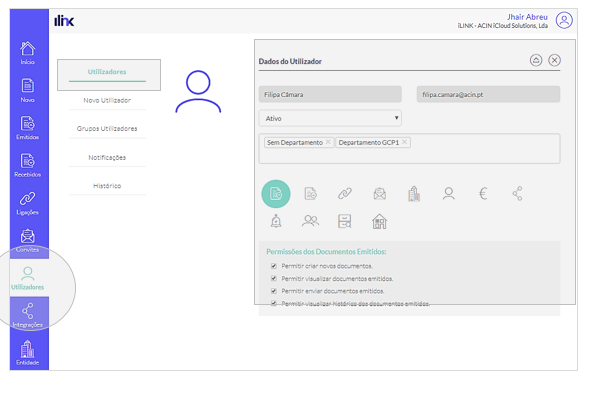 ilink
Jhair Abreu
iLINK - ACIN iCloud Solutions, Lda
Início
Novo
Emitidos
Recebidos
Ligações
Convites
Utilizadores
Integrações
Entidade
Utilizadores
Novo Utilizador
Grupos Utilizadores
Notificações
Histórico
Dados do Utilizador
Filipa Câmara
filipa.camara@acin.pt
Ativo
Sem Departamento × Departamento GCP1 ×
Permissões dos Documentos Emitidos:
Permitir criar novos documentos.
Permitir visualizar documentos emitidos.
Permitir enviar documentos emitidos.
Permitir visualizar histórico dos documentos emitidos.